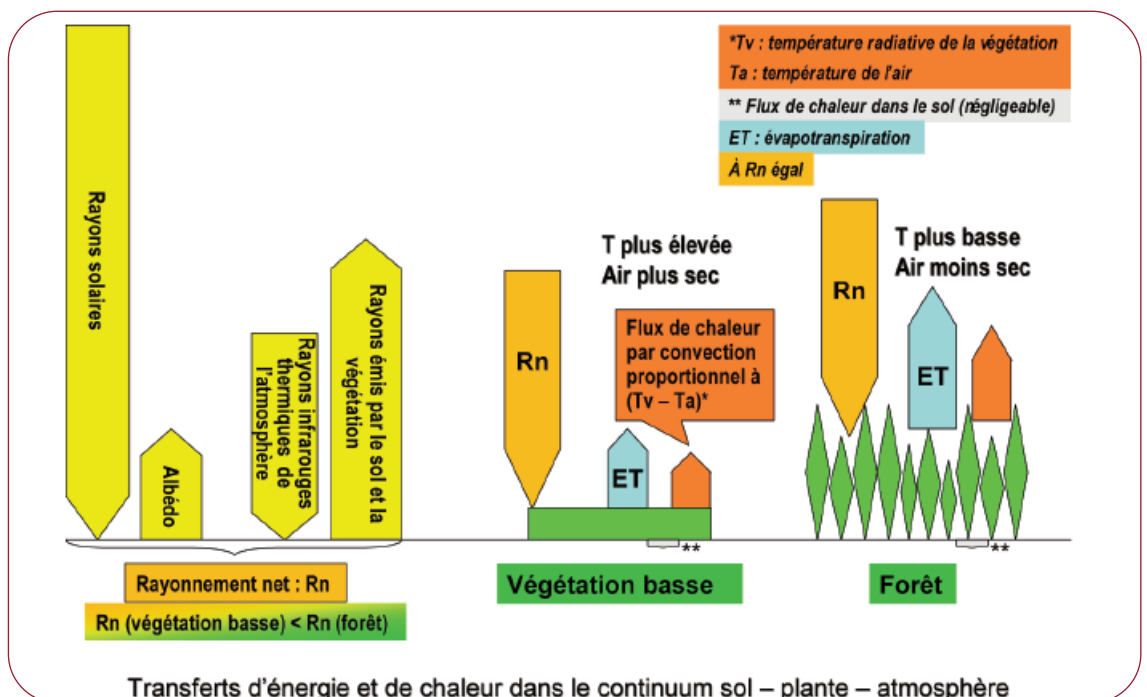 *Tv : température radiative de la végétation
Ta : température de l'air
** Flux de chaleur dans le sol (négligeable)
ET : évapotranspiration
À Rn égal
Rayons solaires
Albédo
Rayons infrarouges
thermiques de
l'atmosphère
Rayons émis par le sol et la
végétation
Rayonnement net : Rn
Rn (végétation basse) < Rn (forêt)
T plus élevée
Air plus sec
Rn
Flux de chaleur
par convection
proportionnel à
(Tv – Ta)*
ET
**
Végétation basse
T plus basse
Air moins sec
Rn
ET
**
Forêt
Transferts d'énergie et de chaleur dans le continuum sol – plante – atmosphère